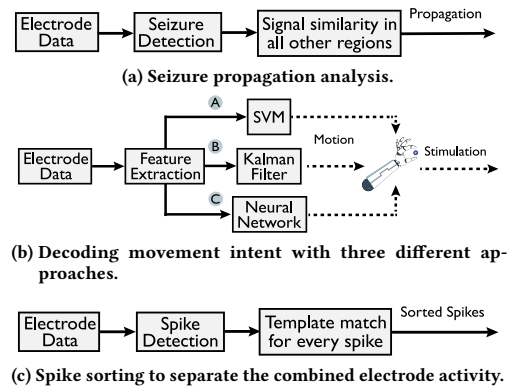 Electrode
Data
Seizure
Detection
Signal similarity in
all other regions
Propagation
(a) Seizure propagation analysis.
Electrode
Data
Feature
Extraction
A
SVM
B
Kalman
Filter
C
Neural
Network
Motion
Stimulation
(b) Decoding movement intent with three different ap-
proaches.
Electrode
Data
Spike
Detection
Template match
for every spike
Sorted Spikes
(c) Spike sorting to separate the combined electrode activity.